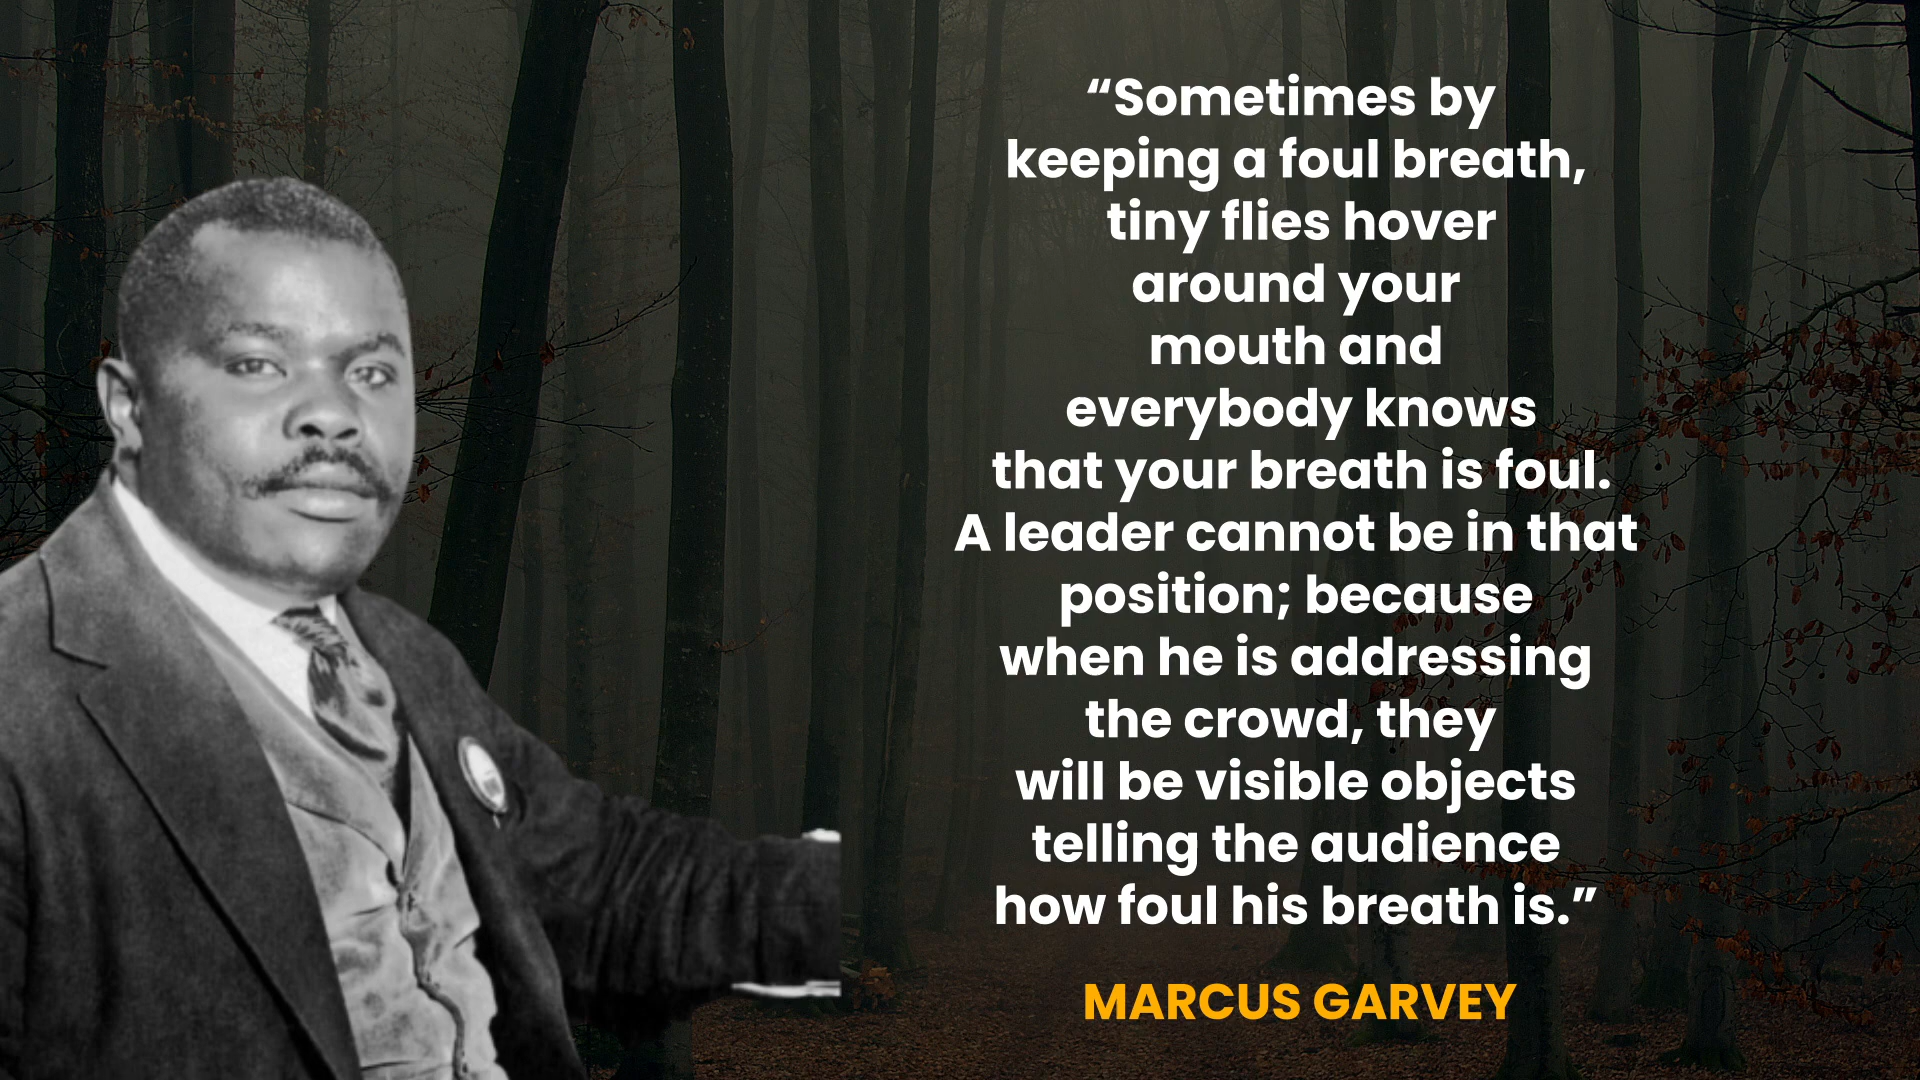 “Sometimes by
keeping a foul breath,
tiny flies hover
around your
mouth and
everybody knows
that your breath is foul.
A leader cannot be in that
position; because
when he is addressing
the crowd, they
will be visible objects
telling the audience
how foul his breath is.”
MARCUS GARVEY